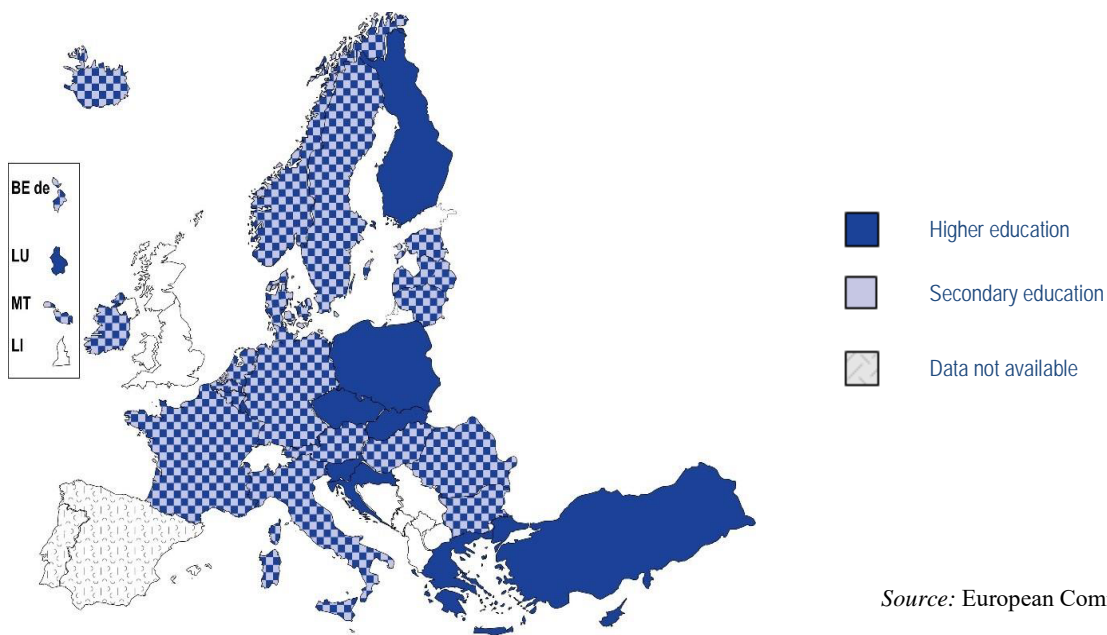 BE de
LU
MT
LI
Higher education
Secondary education
Data not available
Source: European Com